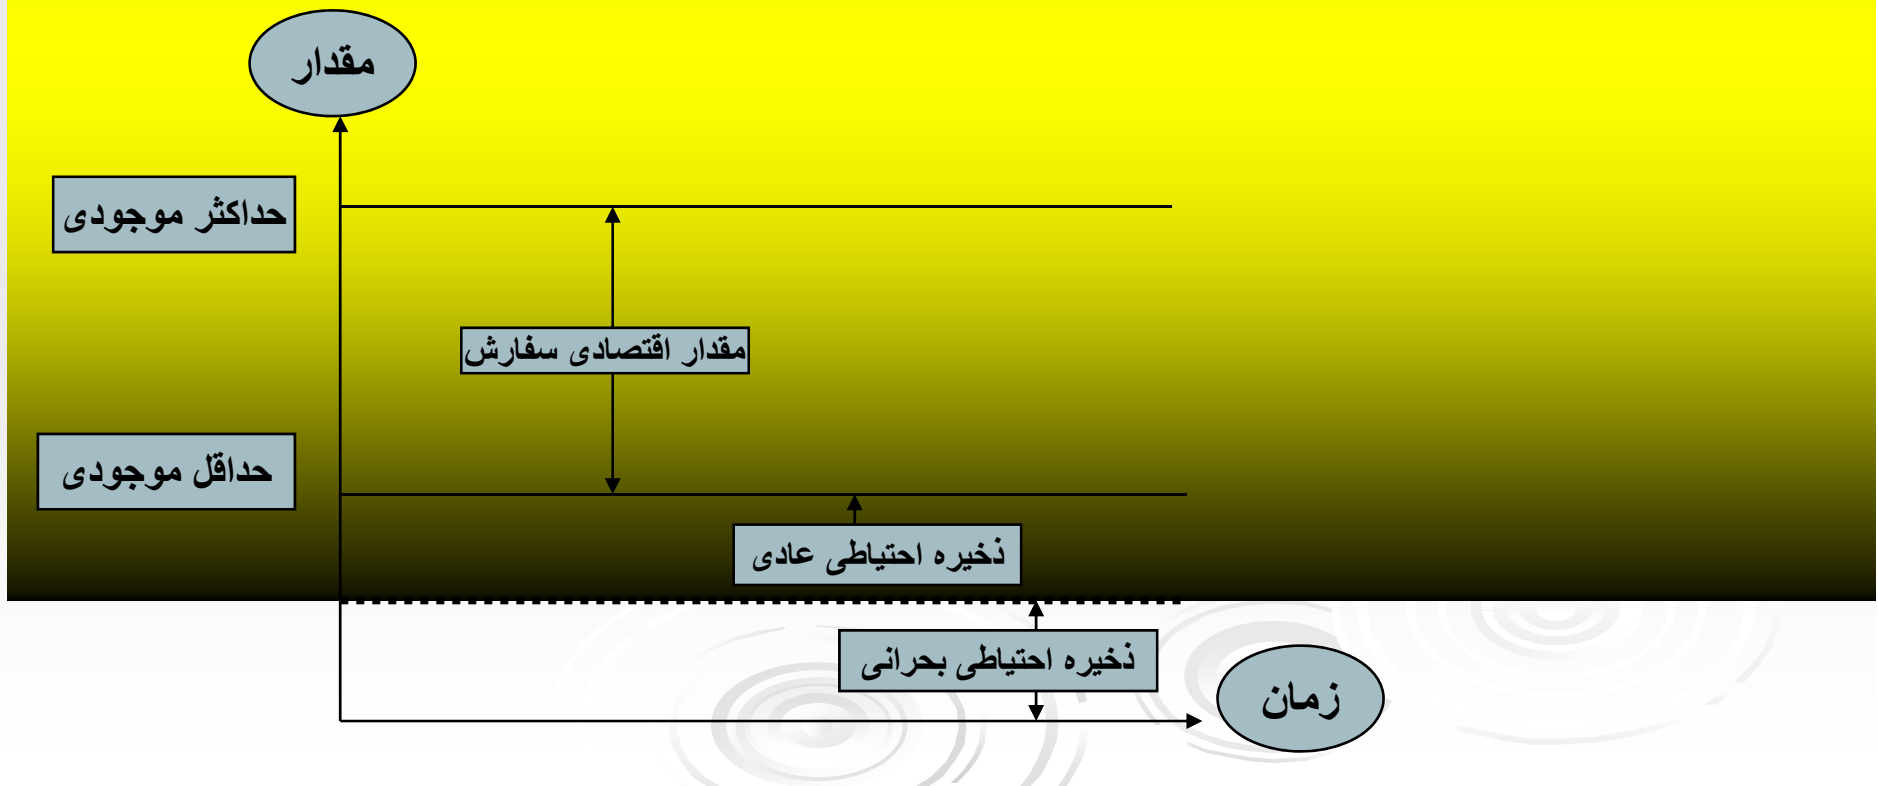 مقدار
حداکثر موجودی
مقدار اقتصادی سفارش
حداقل موجودی
ذخیره احتیاطی عادی
ذخیره احتیاطی بحرانی
زمان